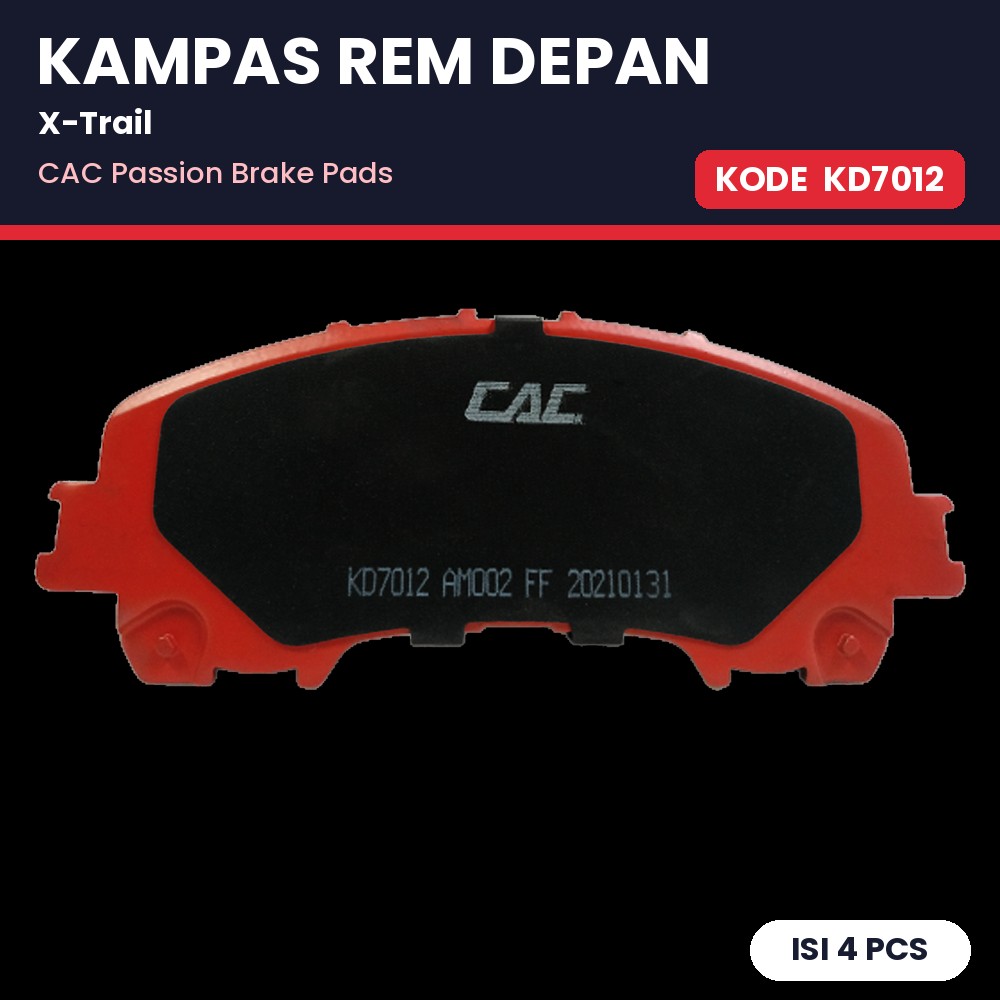 KAMPAS REM DEPAN
X-Trail
CAC Passion Brake Pads
KODE KD7012
CAC
KD7012 AM002 FF 20210131
ISI 4 PCS